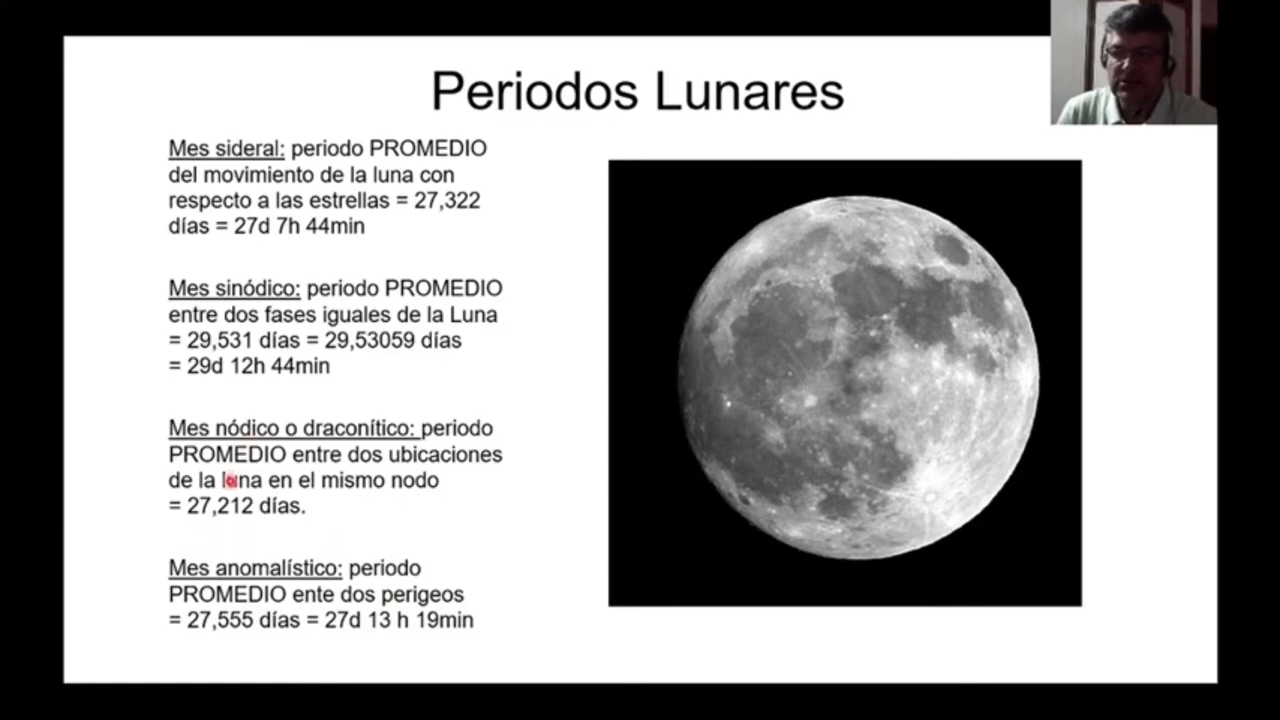 Periodos Lunares
Mes sideral: periodo PROMEDIO
del movimiento de la luna con
respecto a las estrellas = 27,322
días = 27d 7h 44min
Mes sinódico: periodo PROMEDIO
entre dos fases iguales de la Luna
= 29,531 días = 29,53059 días
= 29d 12h 44min
Mes nódico o draconítico: periodo
PROMEDIO entre dos ubicaciones
de la luna en el mismo nodo
= 27,212 días.
Mes anomalístico: periodo
PROMEDIO ente dos perigeos
= 27,555 días = 27d 13 h 19min